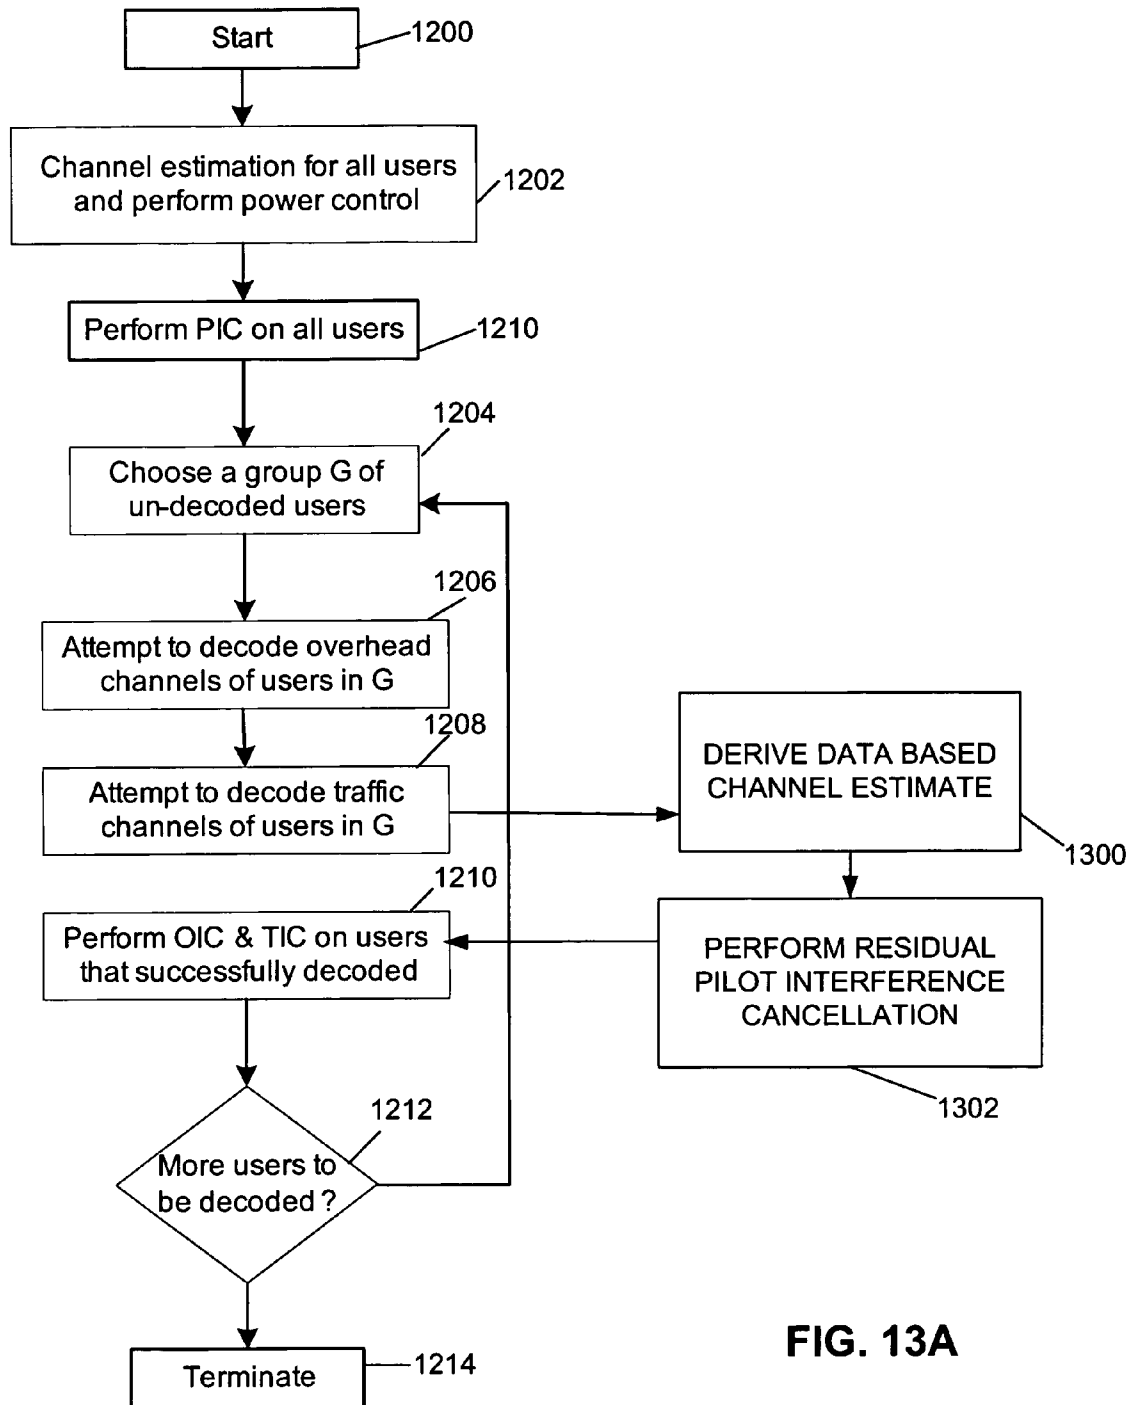 Start
1200
Channel estimation for all users
and perform power control
1202
Perform PIC on all users
1210
1204
Choose a group G of
un-decoded users
1206
Attempt to decode overhead
channels of users in G
1208
Attempt to decode traffic
channels of users in G
DERIVE DATA BASED
CHANNEL ESTIMATE
1300
1210
Perform OIC & TIC on users
that successfully decoded
PERFORM RESIDUAL
PILOT INTERFERENCE
CANCELLATION
1302
1212
More users to
be decoded ?
Terminate
1214
FIG. 13A